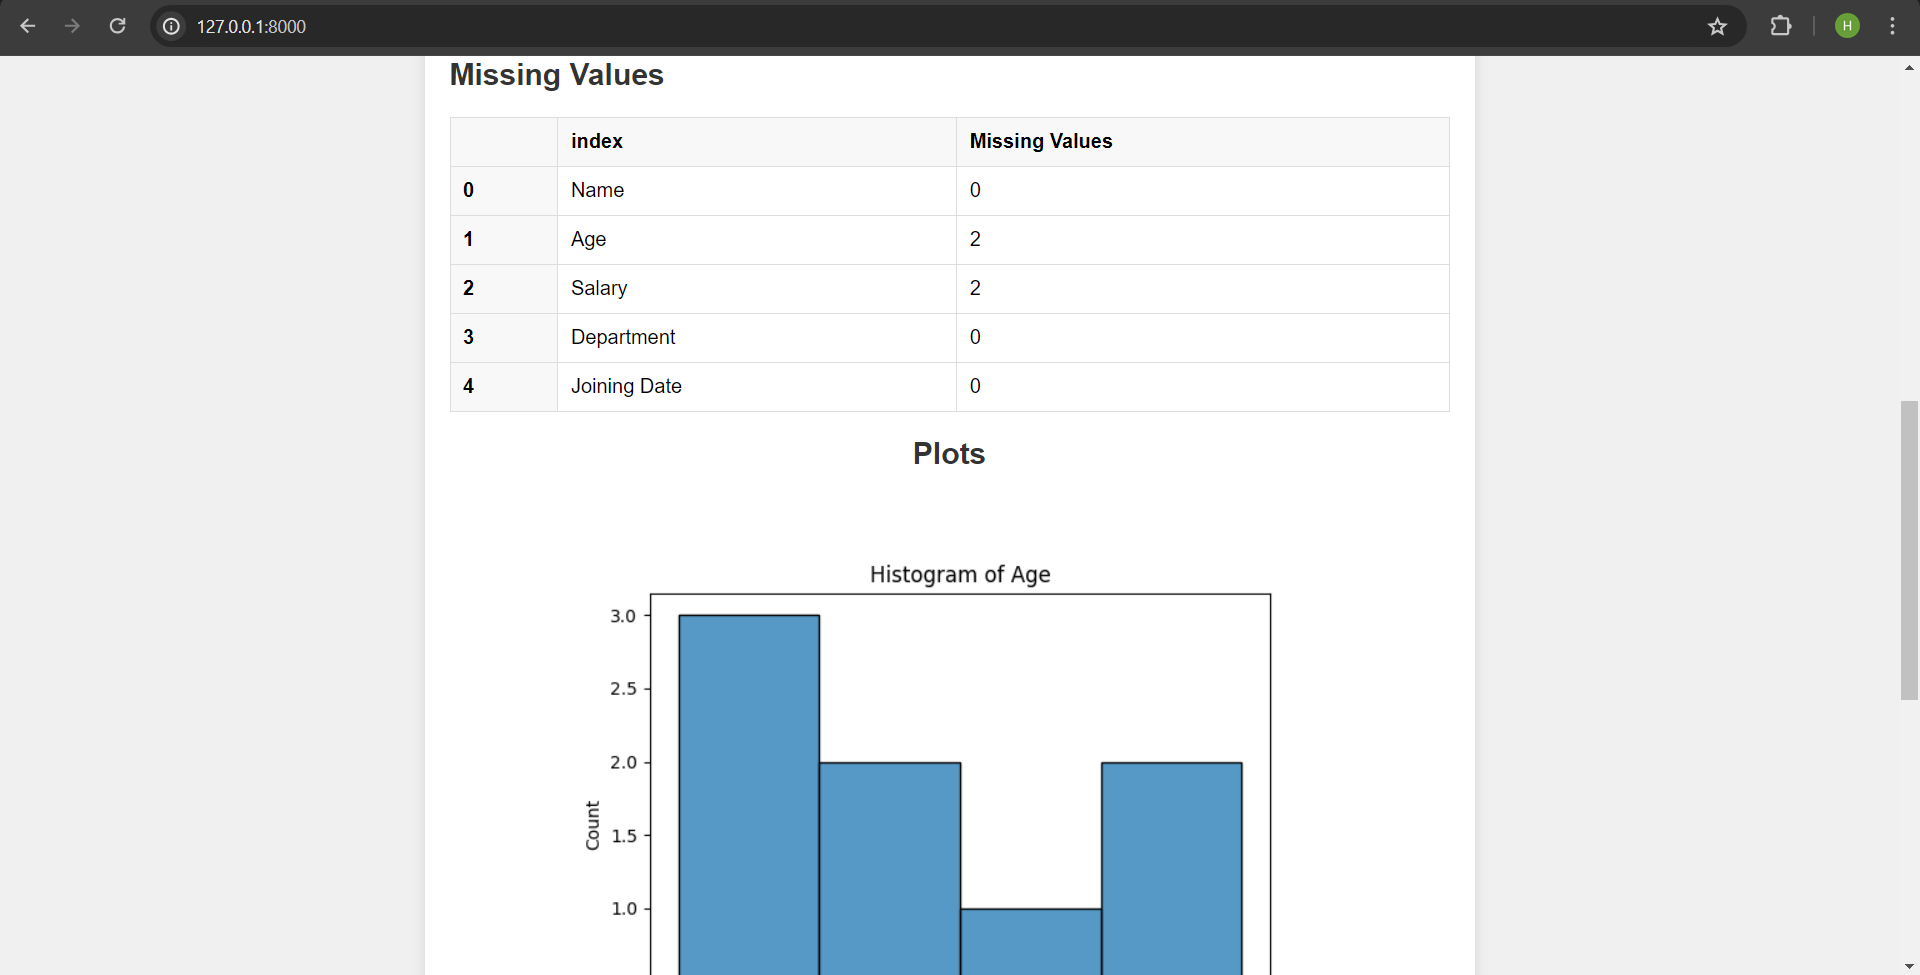 127.0.0.1:8000
H
Missing Values
index Missing Values
0 Name 0
1 Age 2
2 Salary 2
3 Department 0
4 Joining Date 0
Plots
Histogram of Age
3.0
2.5
2.0
Count
1.5
1.0